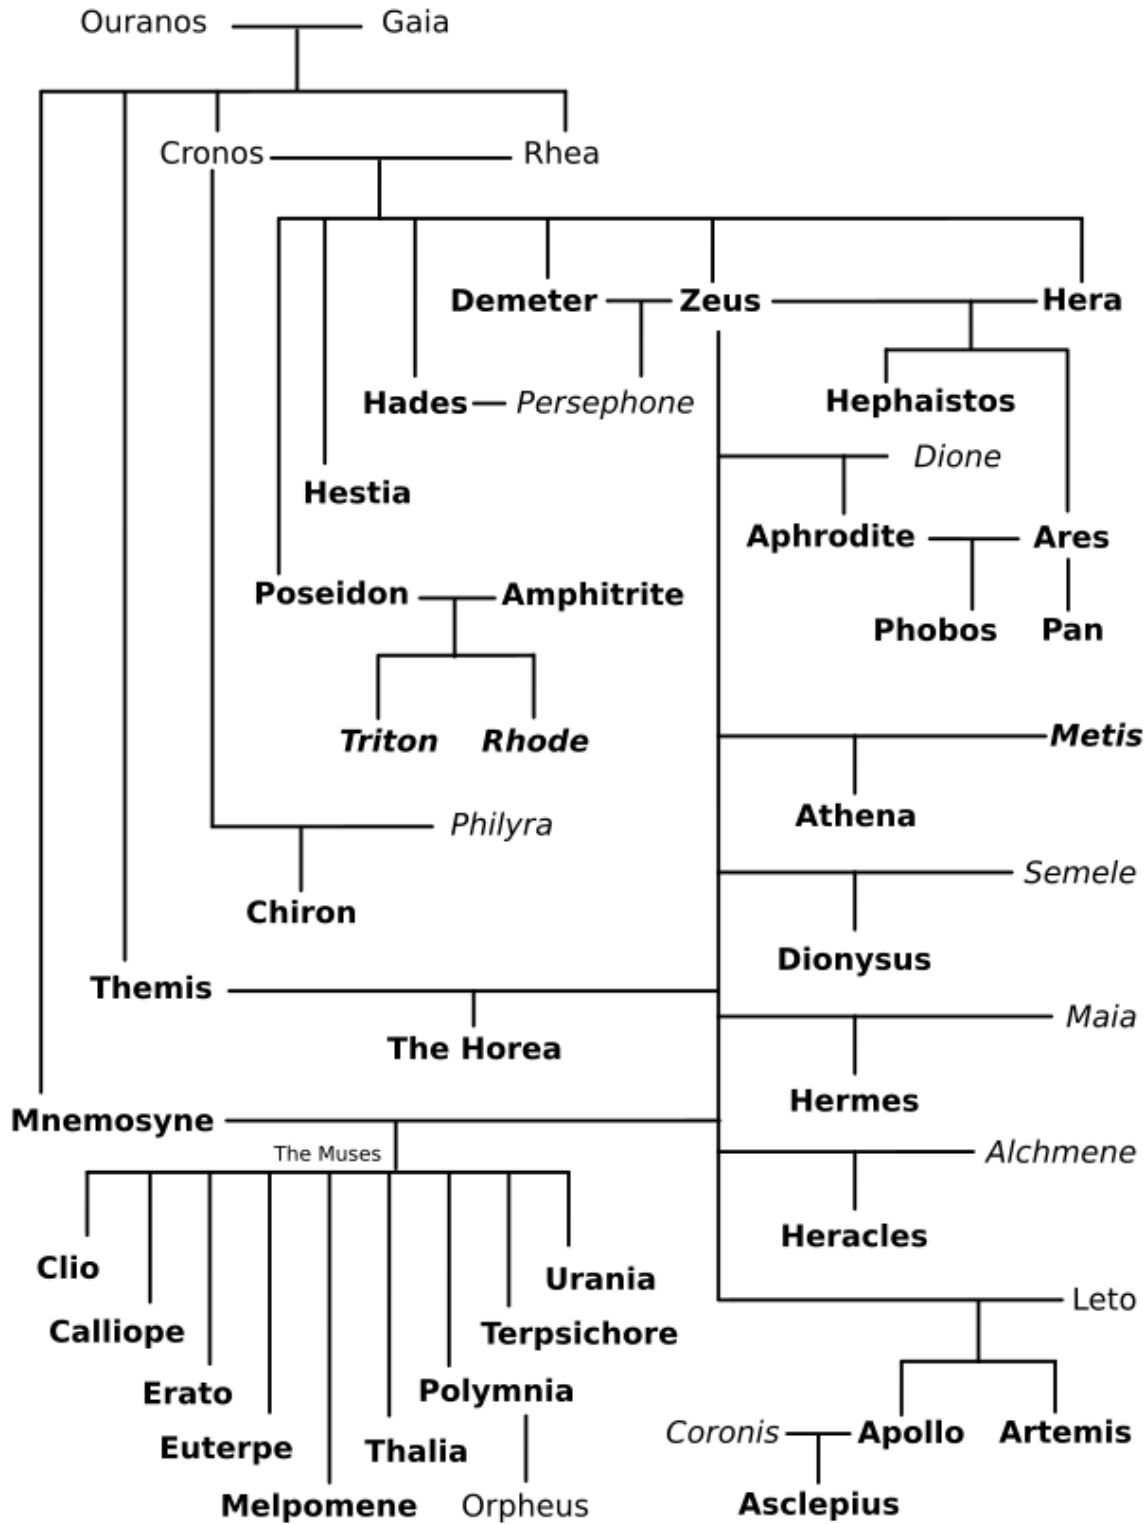 Ouranos Gaia
Cronos Rhea
Demeter Zeus Hera
Hades Persephone Hephaistos
Dione
Hestia
Aphrodite Ares
Poseidon Amphitrite
Phobos Pan
Triton Rhode Metis
Athena
Philyra
Semele
Chiron
Dionysus
Themis
Maia
The Horea
Hermes
Mnemosyne
The Muses Alchmene
Heracles
Clio Urania
Leto
Calliope Terpsichore
Erato Polymnia
Coronis Apollo Artemis
Euterpe Thalia
Melpomene Orpheus Asclepius